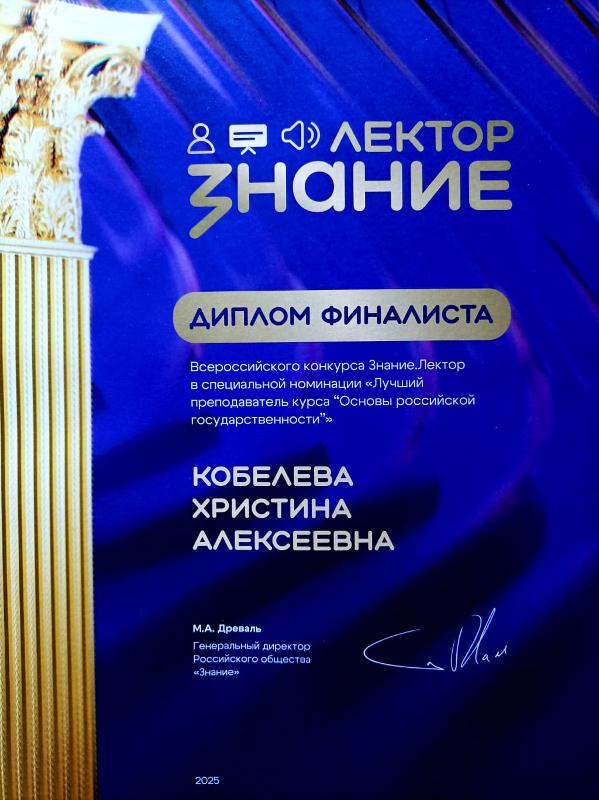 ЛЕКТОР
ЗНАНИЕ
ДИПЛОМ ФИНАЛИСТА
Всероссийского конкурса Знание.Лектор
в специальной номинации «Лучший
преподаватель курса “Основы российской
государственности”»
КОБЕЛЕВА
ХРИСТИНА
АЛЕКСЕЕВНА
М.А. Древаль
Генеральный директор
Российского общества
«Знание»
2025